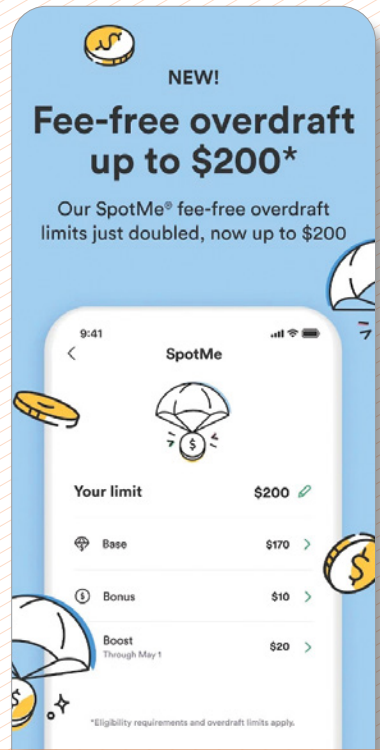 NEW!
Fee-free overdraft
up to $200*
Our SpotMe® fee-free overdraft
limits just doubled, now up to $200
9:41
SpotMe
Your limit $200
Base $170
Bonus $10
Boost $20
Through May 1
*Eligibility requirements and overdraft limits apply.